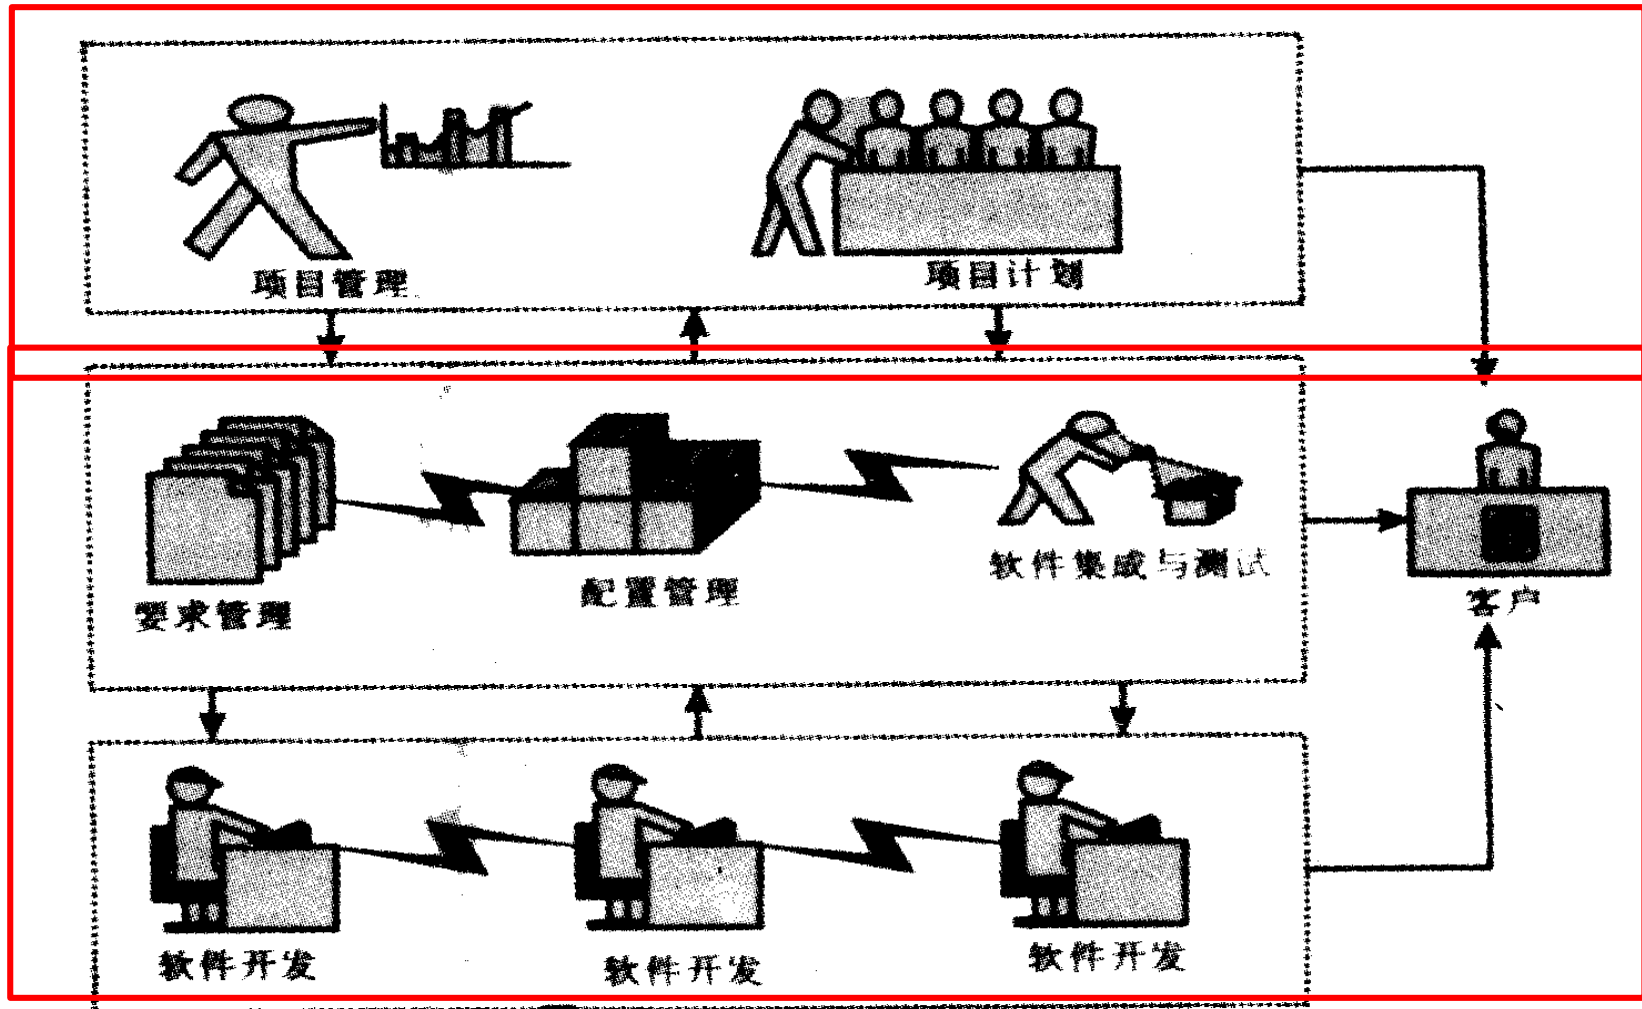 项目管理
项目计划
要求管理
配置管理
软件集成与测试
客户
软件开发
软件开发
软件开发